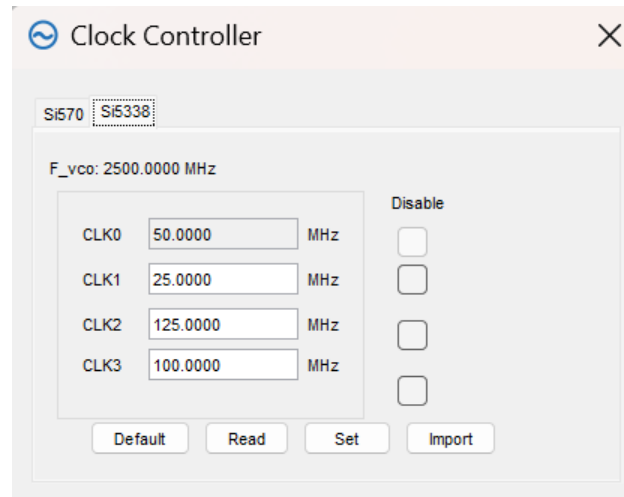 Clock Controller
Si570 Si5338
F_vco: 2500.0000 MHz
Disable
CLK0 50.0000 MHz
CLK1 25.0000 MHz
CLK2 125.0000 MHz
CLK3 100.0000 MHz
Default Read Set Import